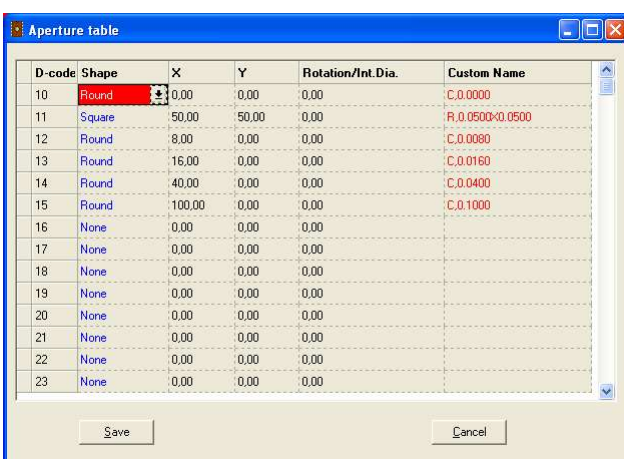 Aperture table
D-code Shape X Y Rotation/Int.Dia. Custom Name
10 Round 0,00 0,00 0,00 C,0.0000
11 Square 50,00 50,00 0,00 R,0.0500X0.0500
12 Round 8,00 0,00 0,00 C,0.0080
13 Round 16,00 0,00 0,00 C,0.0160
14 Round 40,00 0,00 0,00 C,0.0400
15 Round 100,00 0,00 0,00 C,0.1000
16 None 0,00 0,00 0,00
17 None 0,00 0,00 0,00
18 None 0,00 0,00 0,00
19 None 0,00 0,00 0,00
20 None 0,00 0,00 0,00
21 None 0,00 0,00 0,00
22 None 0,00 0,00 0,00
23 None 0,00 0,00 0,00
Save Cancel